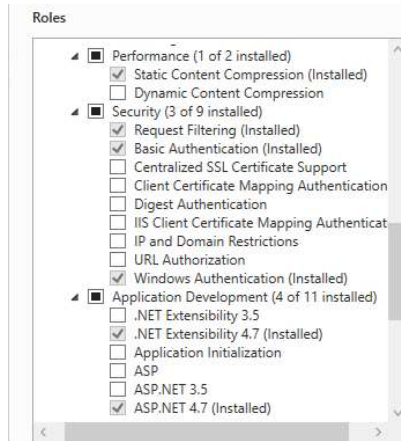 Roles
Performance (1 of 2 installed)
Static Content Compression (Installed)
Dynamic Content Compression
Security (3 of 9 installed)
Request Filtering (Installed)
Basic Authentication (Installed)
Centralized SSL Certificate Support
Client Certificate Mapping Authentication
Digest Authentication
IIS Client Certificate Mapping Authenticat
IP and Domain Restrictions
URL Authorization
Windows Authentication (Installed)
Application Development (4 of 11 installed)
.NET Extensibility 3.5
.NET Extensibility 4.7 (Installed)
Application Initialization
ASP
ASP.NET 3.5
ASP.NET 4.7 (Installed)